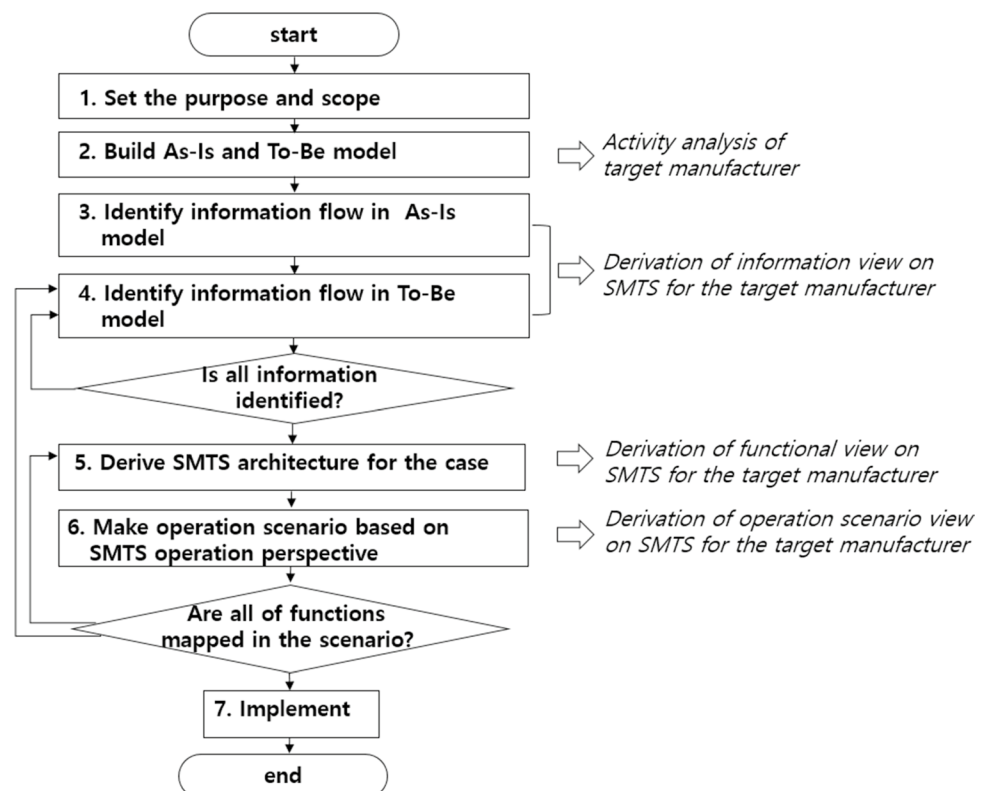 start
1. Set the purpose and scope
2. Build As-Is and To-Be model
Activity analysis of
target manufacturer
3. Identify information flow in As-Is
model
Derivation of information view on
SMTS for the target manufacturer
4. Identify information flow in To-Be
model
Is all information
identified?
5. Derive SMTS architecture for the case
Derivation of functional view on
SMTS for the target manufacturer
6. Make operation scenario based on
SMTS operation perspective
Derivation of operation scenario view
on SMTS for the target manufacturer
Are all of functions
mapped in the scenario?
7. Implement
end